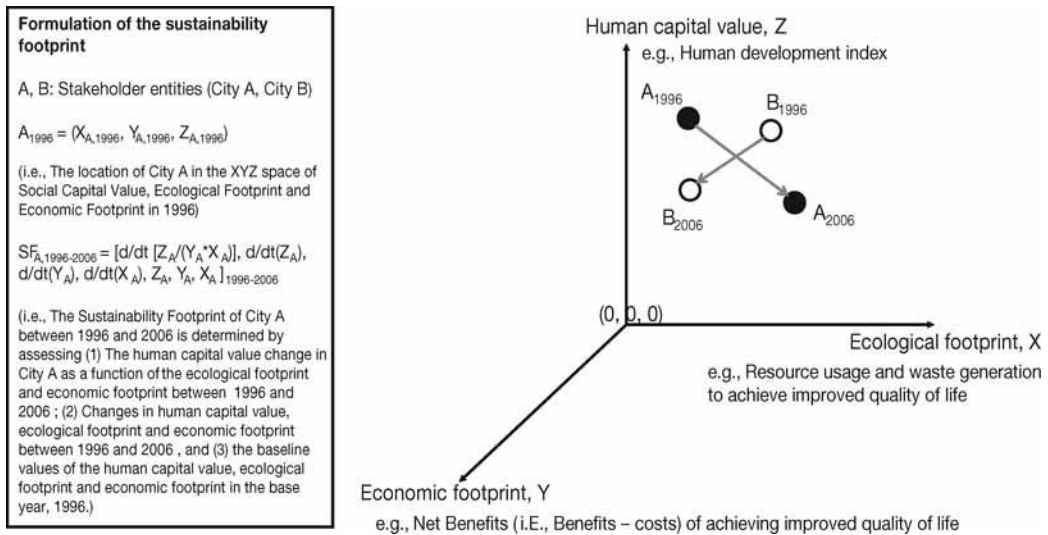 Formulation of the sustainability
footprint
A, B: Stakeholder entities (City A, City B)
A1996 = (XA,1996, YA,1996, ZA,1996)
(i.e., The location of City A in the XYZ space of
Social Capital Value, Ecological Footprint and
Economic Footprint in 1996)
SFA,1996-2006 = [d/dt [ZA/(YA*XA)], d/dt(ZA),
d/dt(YA), d/dt(XA), ZA, YA, XA]1996-2006
(i.e., The Sustainability Footprint of City A
between 1996 and 2006 is determined by
assessing (1) The human capital value change in
City A as a function of the ecological footprint
and economic footprint between 1996 and
2006 ; (2) Changes in human capital value,
ecological footprint and economic footprint
between 1996 and 2006 , and (3) the baseline
values of the human capital value, ecological
footprint and economic footprint in the base
year, 1996.)
Human capital value, Z
e.g., Human development index
A1996
B1996
B2006
A2006
(0, 0, 0)
Ecological footprint, X
e.g., Resource usage and waste generation
to achieve improved quality of life
Economic footprint, Y
e.g., Net Benefits (i.E., Benefits – costs) of achieving improved quality of life